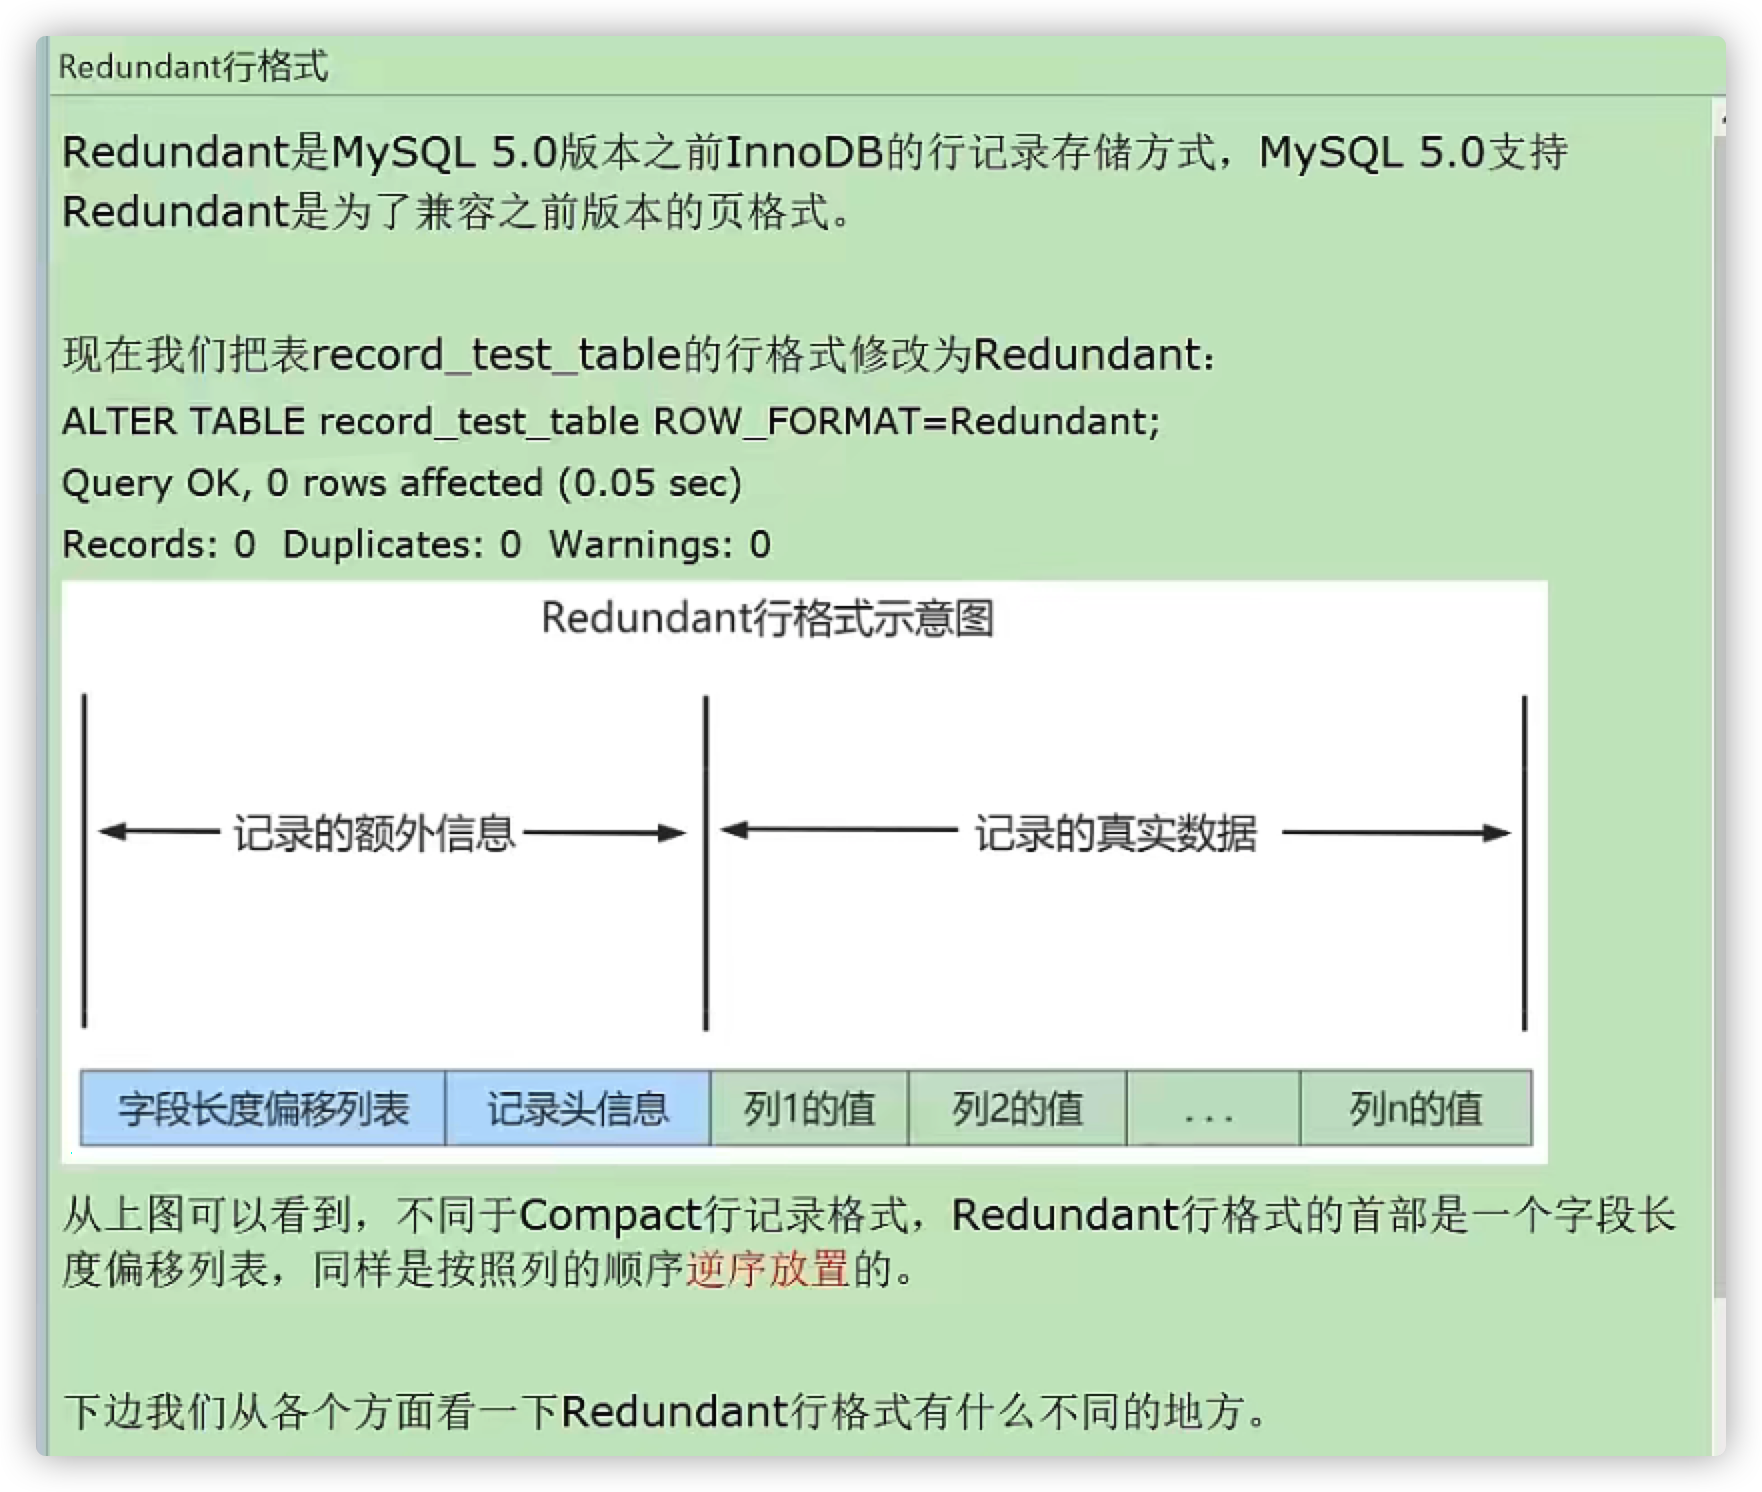 Redundant行格式
Redundant是MySQL 5.0版本之前InnoDB的行记录存储方式，MySQL 5.0支持
Redundant是为了兼容之前版本的页格式。
现在我们把表record_test_table的行格式修改为Redundant：
ALTER TABLE record_test_table ROW_FORMAT=Redundant;
Query OK, 0 rows affected (0.05 sec)
Records: 0  Duplicates: 0  Warnings: 0
Redundant行格式示意图
记录的额外信息 记录的真实数据
字段长度偏移列表 记录头信息 列1的值 列2的值 ... 列n的值
从上图可以看到，不同于Compact行记录格式，Redundant行格式的首部是一个字段长
度偏移列表，同样是按照列的顺序逆序放置的。
下边我们从各个方面看一下Redundant行格式有什么不同的地方。